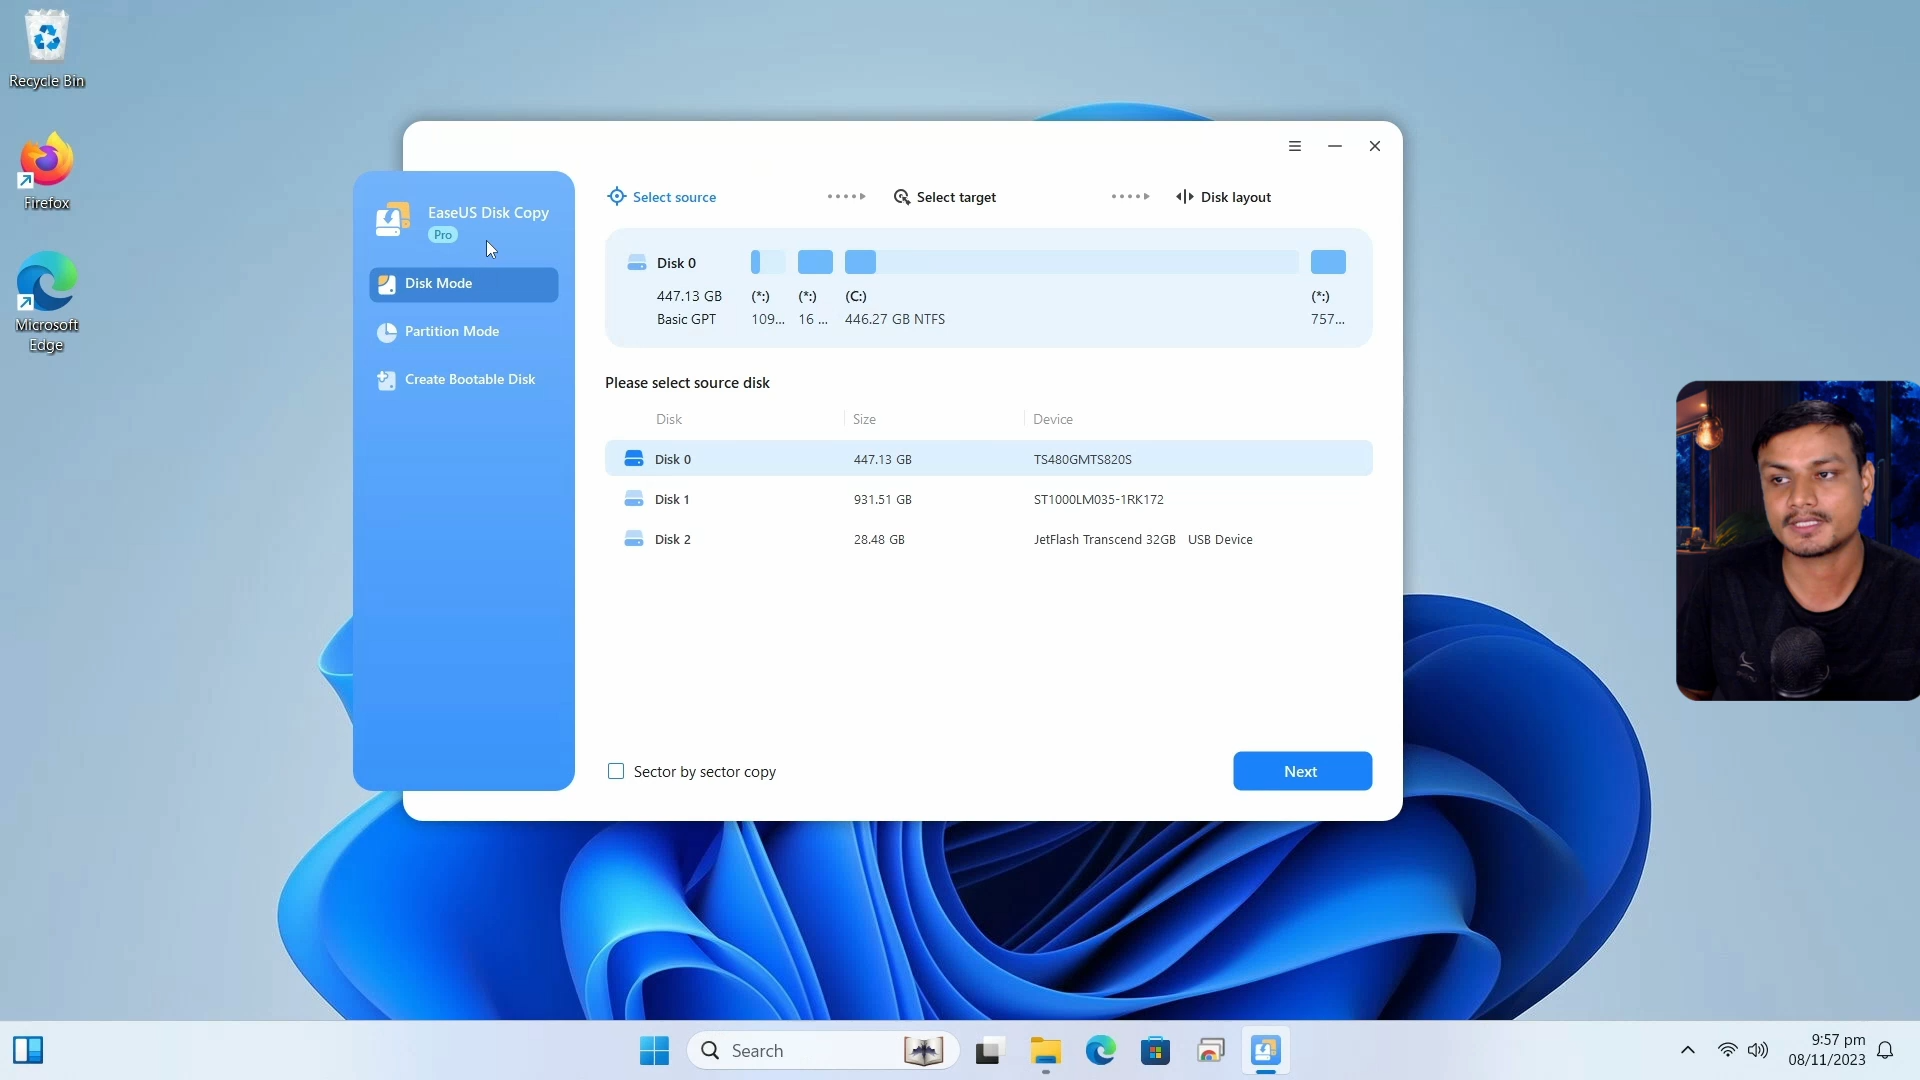 Recycle Bin
Firefox
Microsoft
Edge
EaseUS Disk Copy
Pro
Disk Mode
Partition Mode
Create Bootable Disk
Select source
Select target
Disk layout
Disk 0
447.13 GB
Basic GPT
(*:)
109...
(*:)
16 ...
(C:)
446.27 GB NTFS
(*:)
757...
Please select source disk
Disk Size Device
Disk 0 447.13 GB TS480GMTS820S
Disk 1 931.51 GB ST1000LM035-1RK172
Disk 2 28.48 GB JetFlash Transcend 32GB USB Device
Sector by sector copy
Next
Search
9:57 pm
08/11/2023